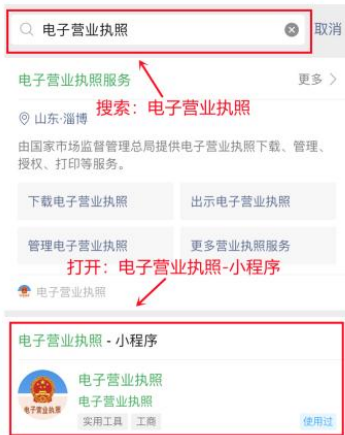 电子营业执照
取消
电子营业执照服务
更多
搜索：电子营业执照
山东·淄博
由国家市场监督管理总局提供电子营业执照下载、管理、
授权、打印等服务。
下载电子营业执照
出示电子营业执照
管理电子营业执照
更多营业执照服务
打开：电子营业执照-小程序
电子营业执照
电子营业执照 - 小程序
电子营业执照
电子营业执照
电子营业执照
实用工具
工商
使用过